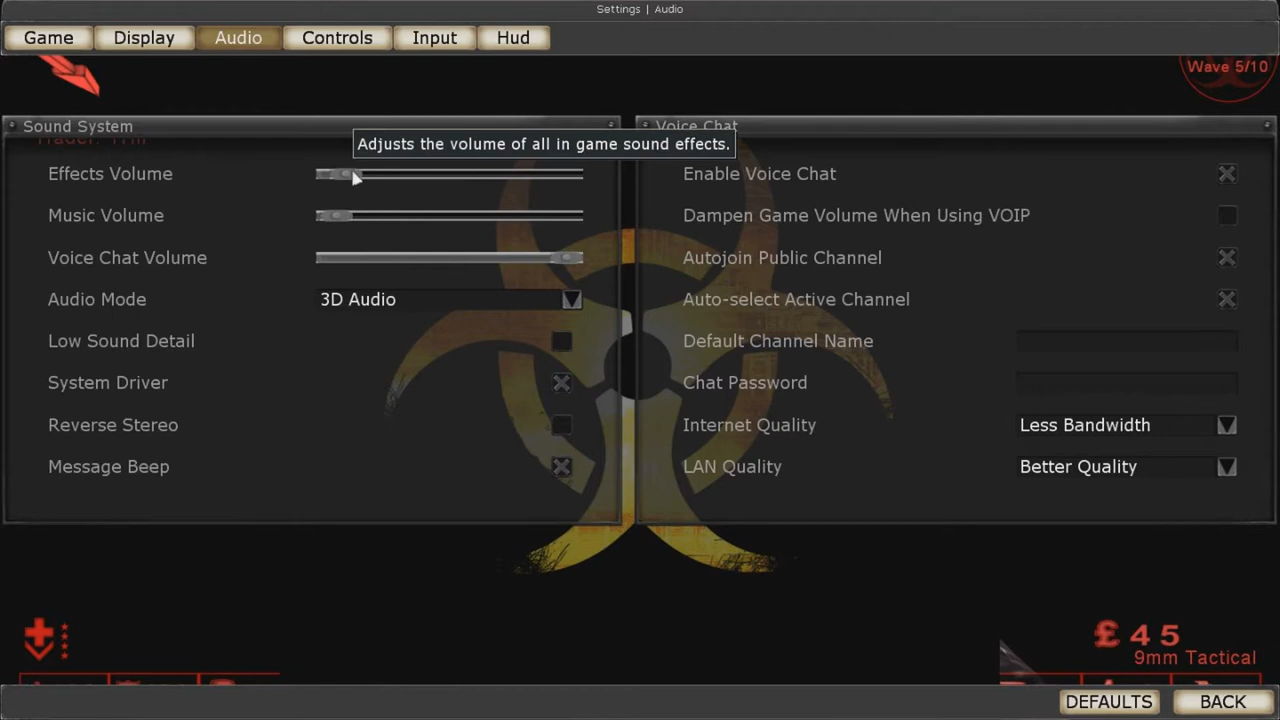 Settings | Audio
Game
Display
Audio
Controls
Input
Hud
Wave 5/10
Sound System
Voice Chat
Adjusts the volume of all in game sound effects.
Effects Volume
Music Volume
Voice Chat Volume
Audio Mode
3D Audio
Low Sound Detail
System Driver
Reverse Stereo
Message Beep
Enable Voice Chat
Dampen Game Volume When Using VOIP
Autojoin Public Channel
Auto-select Active Channel
Default Channel Name
Chat Password
Internet Quality
Less Bandwidth
LAN Quality
Better Quality
£ 45
9mm Tactical
DEFAULTS
BACK